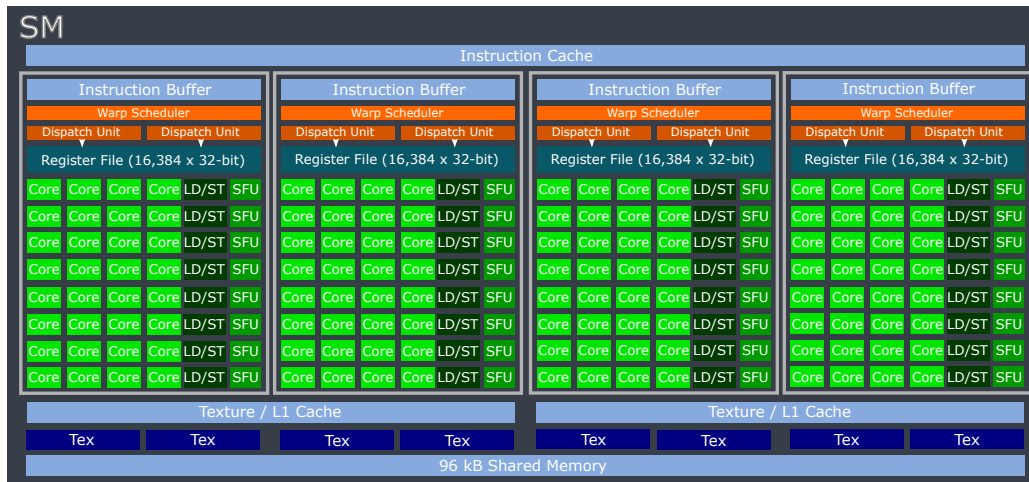 SM
Instruction Cache
Instruction Buffer Instruction Buffer Instruction Buffer Instruction Buffer
Warp Scheduler Warp Scheduler Warp Scheduler Warp Scheduler
Dispatch Unit Dispatch Unit Dispatch Unit Dispatch Unit Dispatch Unit Dispatch Unit Dispatch Unit Dispatch Unit
Register File (16,384 x 32-bit) Register File (16,384 x 32-bit) Register File (16,384 x 32-bit) Register File (16,384 x 32-bit)
Core Core Core Core LD/ST SFU Core Core Core Core LD/ST SFU Core Core Core Core LD/ST SFU Core Core Core Core LD/ST SFU
Core Core Core Core LD/ST SFU Core Core Core Core LD/ST SFU Core Core Core Core LD/ST SFU Core Core Core Core LD/ST SFU
Core Core Core Core LD/ST SFU Core Core Core Core LD/ST SFU Core Core Core Core LD/ST SFU Core Core Core Core LD/ST SFU
Core Core Core Core LD/ST SFU Core Core Core Core LD/ST SFU Core Core Core Core LD/ST SFU Core Core Core Core LD/ST SFU
Core Core Core Core LD/ST SFU Core Core Core Core LD/ST SFU Core Core Core Core LD/ST SFU Core Core Core Core LD/ST SFU
Core Core Core Core LD/ST SFU Core Core Core Core LD/ST SFU Core Core Core Core LD/ST SFU Core Core Core Core LD/ST SFU
Core Core Core Core LD/ST SFU Core Core Core Core LD/ST SFU Core Core Core Core LD/ST SFU Core Core Core Core LD/ST SFU
Core Core Core Core LD/ST SFU Core Core Core Core LD/ST SFU Core Core Core Core LD/ST SFU Core Core Core Core LD/ST SFU
Texture / L1 Cache Texture / L1 Cache
Tex Tex Tex Tex Tex Tex Tex Tex
96 kB Shared Memory